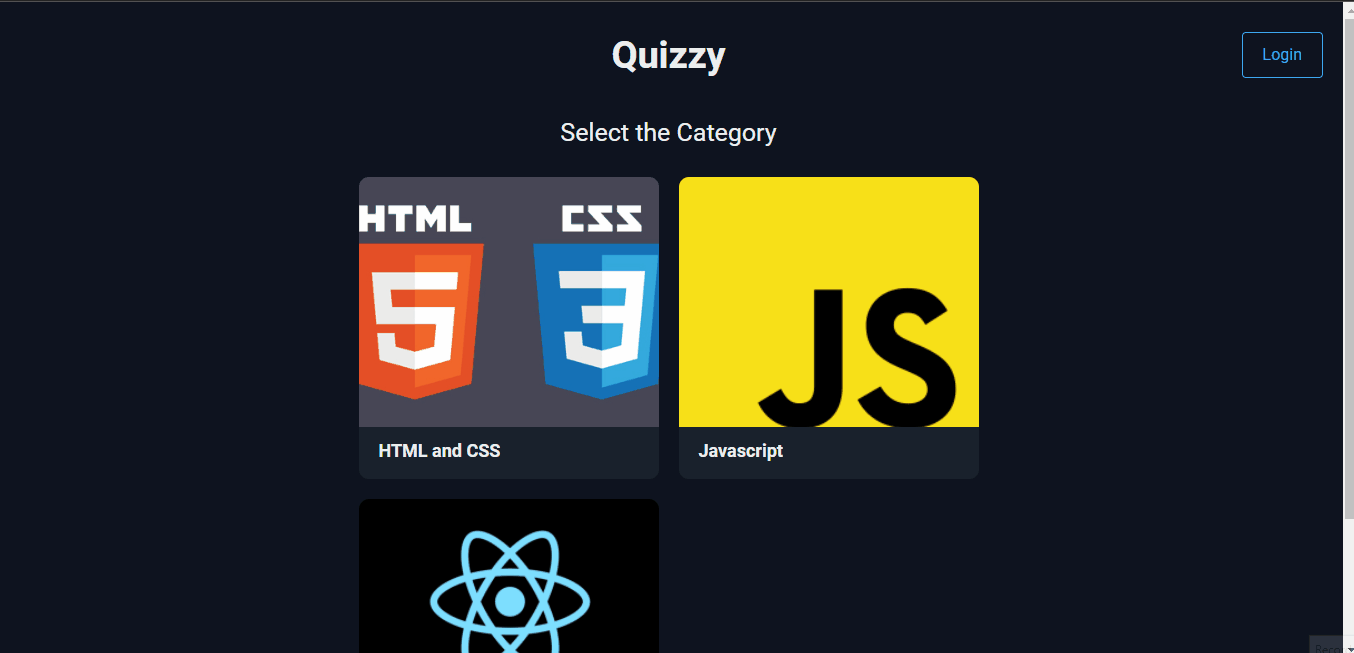 Quizzy
Login
Select the Category
HTML
CSS
5
3
JS
HTML and CSS
Javascript